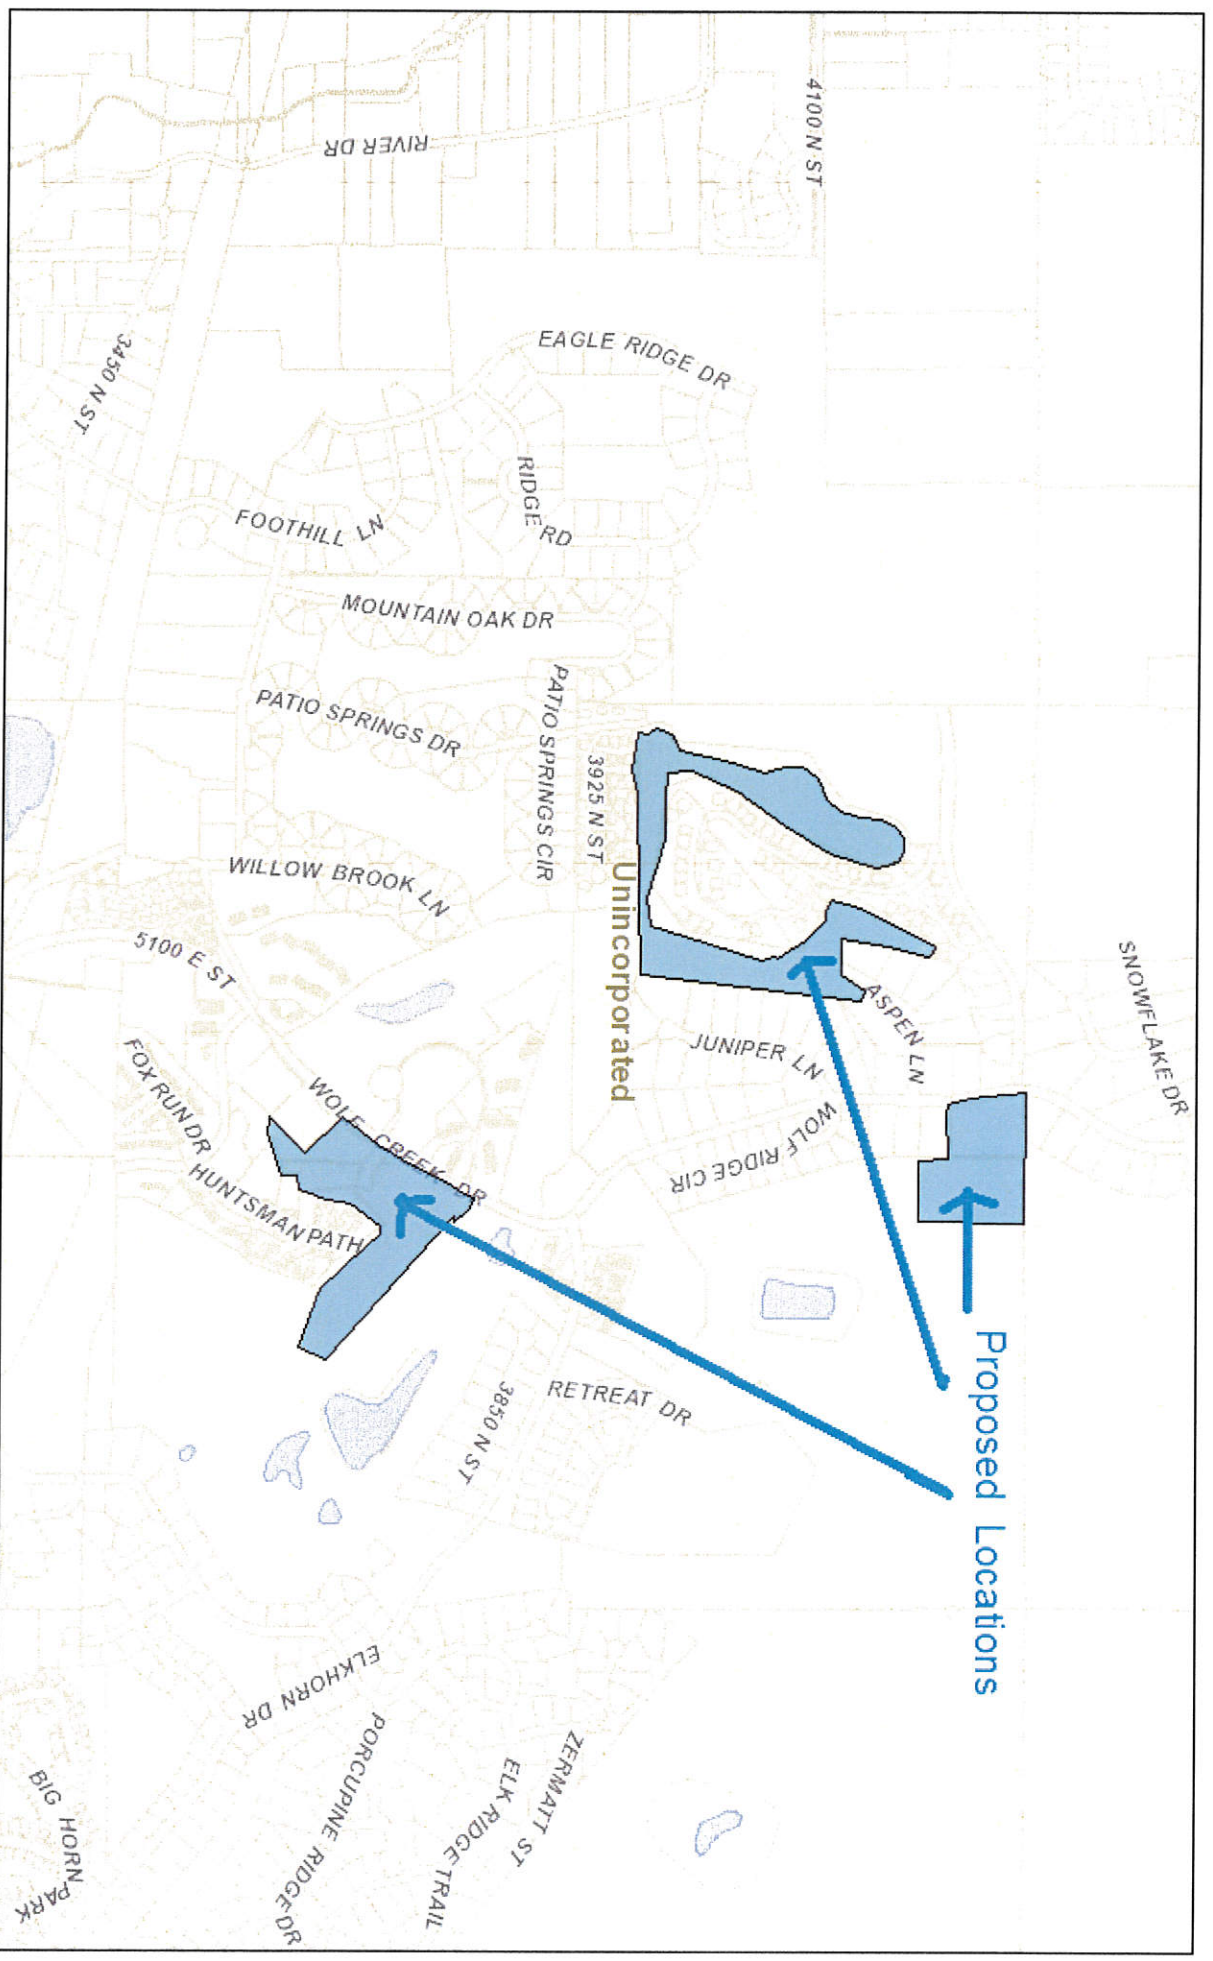 4100 N ST
RIVER DR
3450 N ST
EAGLE RIDGE DR
RIDGE RD
FOOTHILL LN
MOUNTAIN OAK DR
PATIO SPRINGS DR
PATIO SPRINGS CIR
3925 N ST
Unincorporated
WILLOW BROOK LN
5100 E ST
SNOWFLAKE DR
ASPEN LN
JUNIPER LN
WOLF RIDGE CIR
WOLF CREEK DR
FOX RUN DR
HUNTSMAN PATH
Proposed Locations
RETREAT DR
3850 N ST
ELKHORN DR
PORCUPINE RIDGE DR
ELK RIDGE TRAIL
ZERMATT ST
BIG HORN PARK